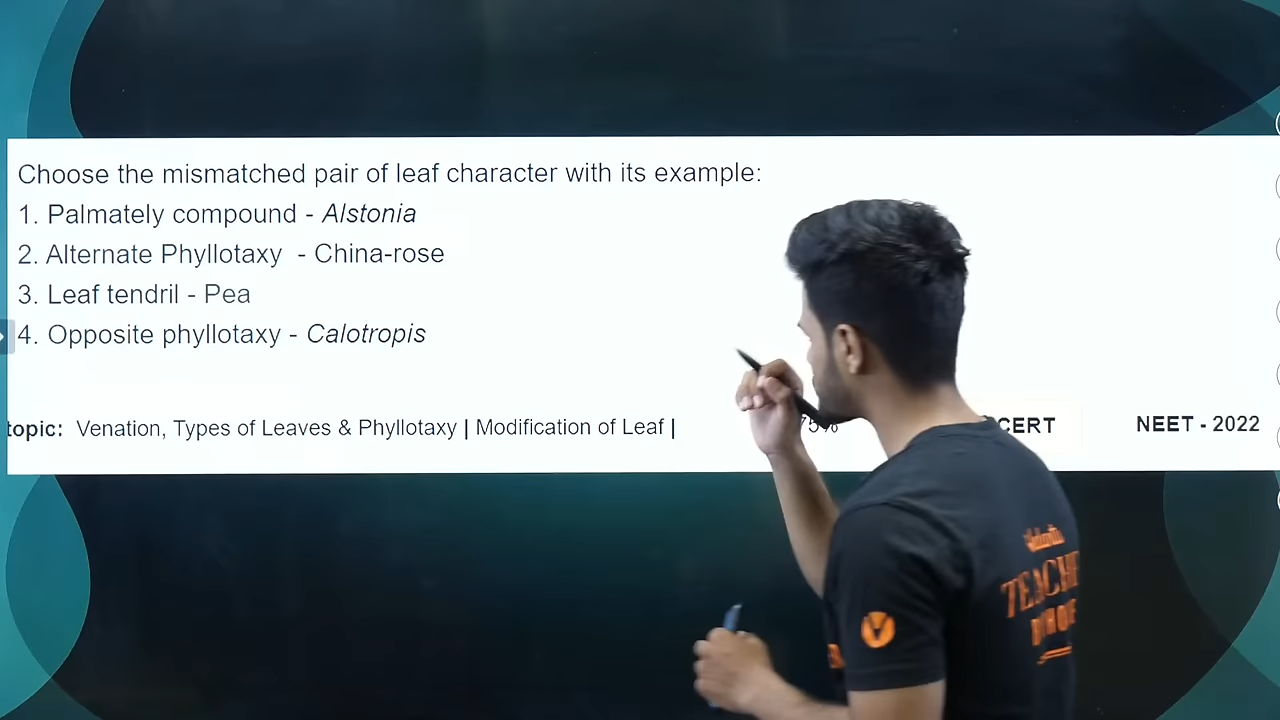 Choose the mismatched pair of leaf character with its example:
1. Palmately compound - Alstonia
2. Alternate Phyllotaxy - China-rose
3. Leaf tendril - Pea
4. Opposite phyllotaxy - Calotropis
topic: Venation, Types of Leaves & Phyllotaxy | Modification of Leaf | 75% CERT NEET - 2022